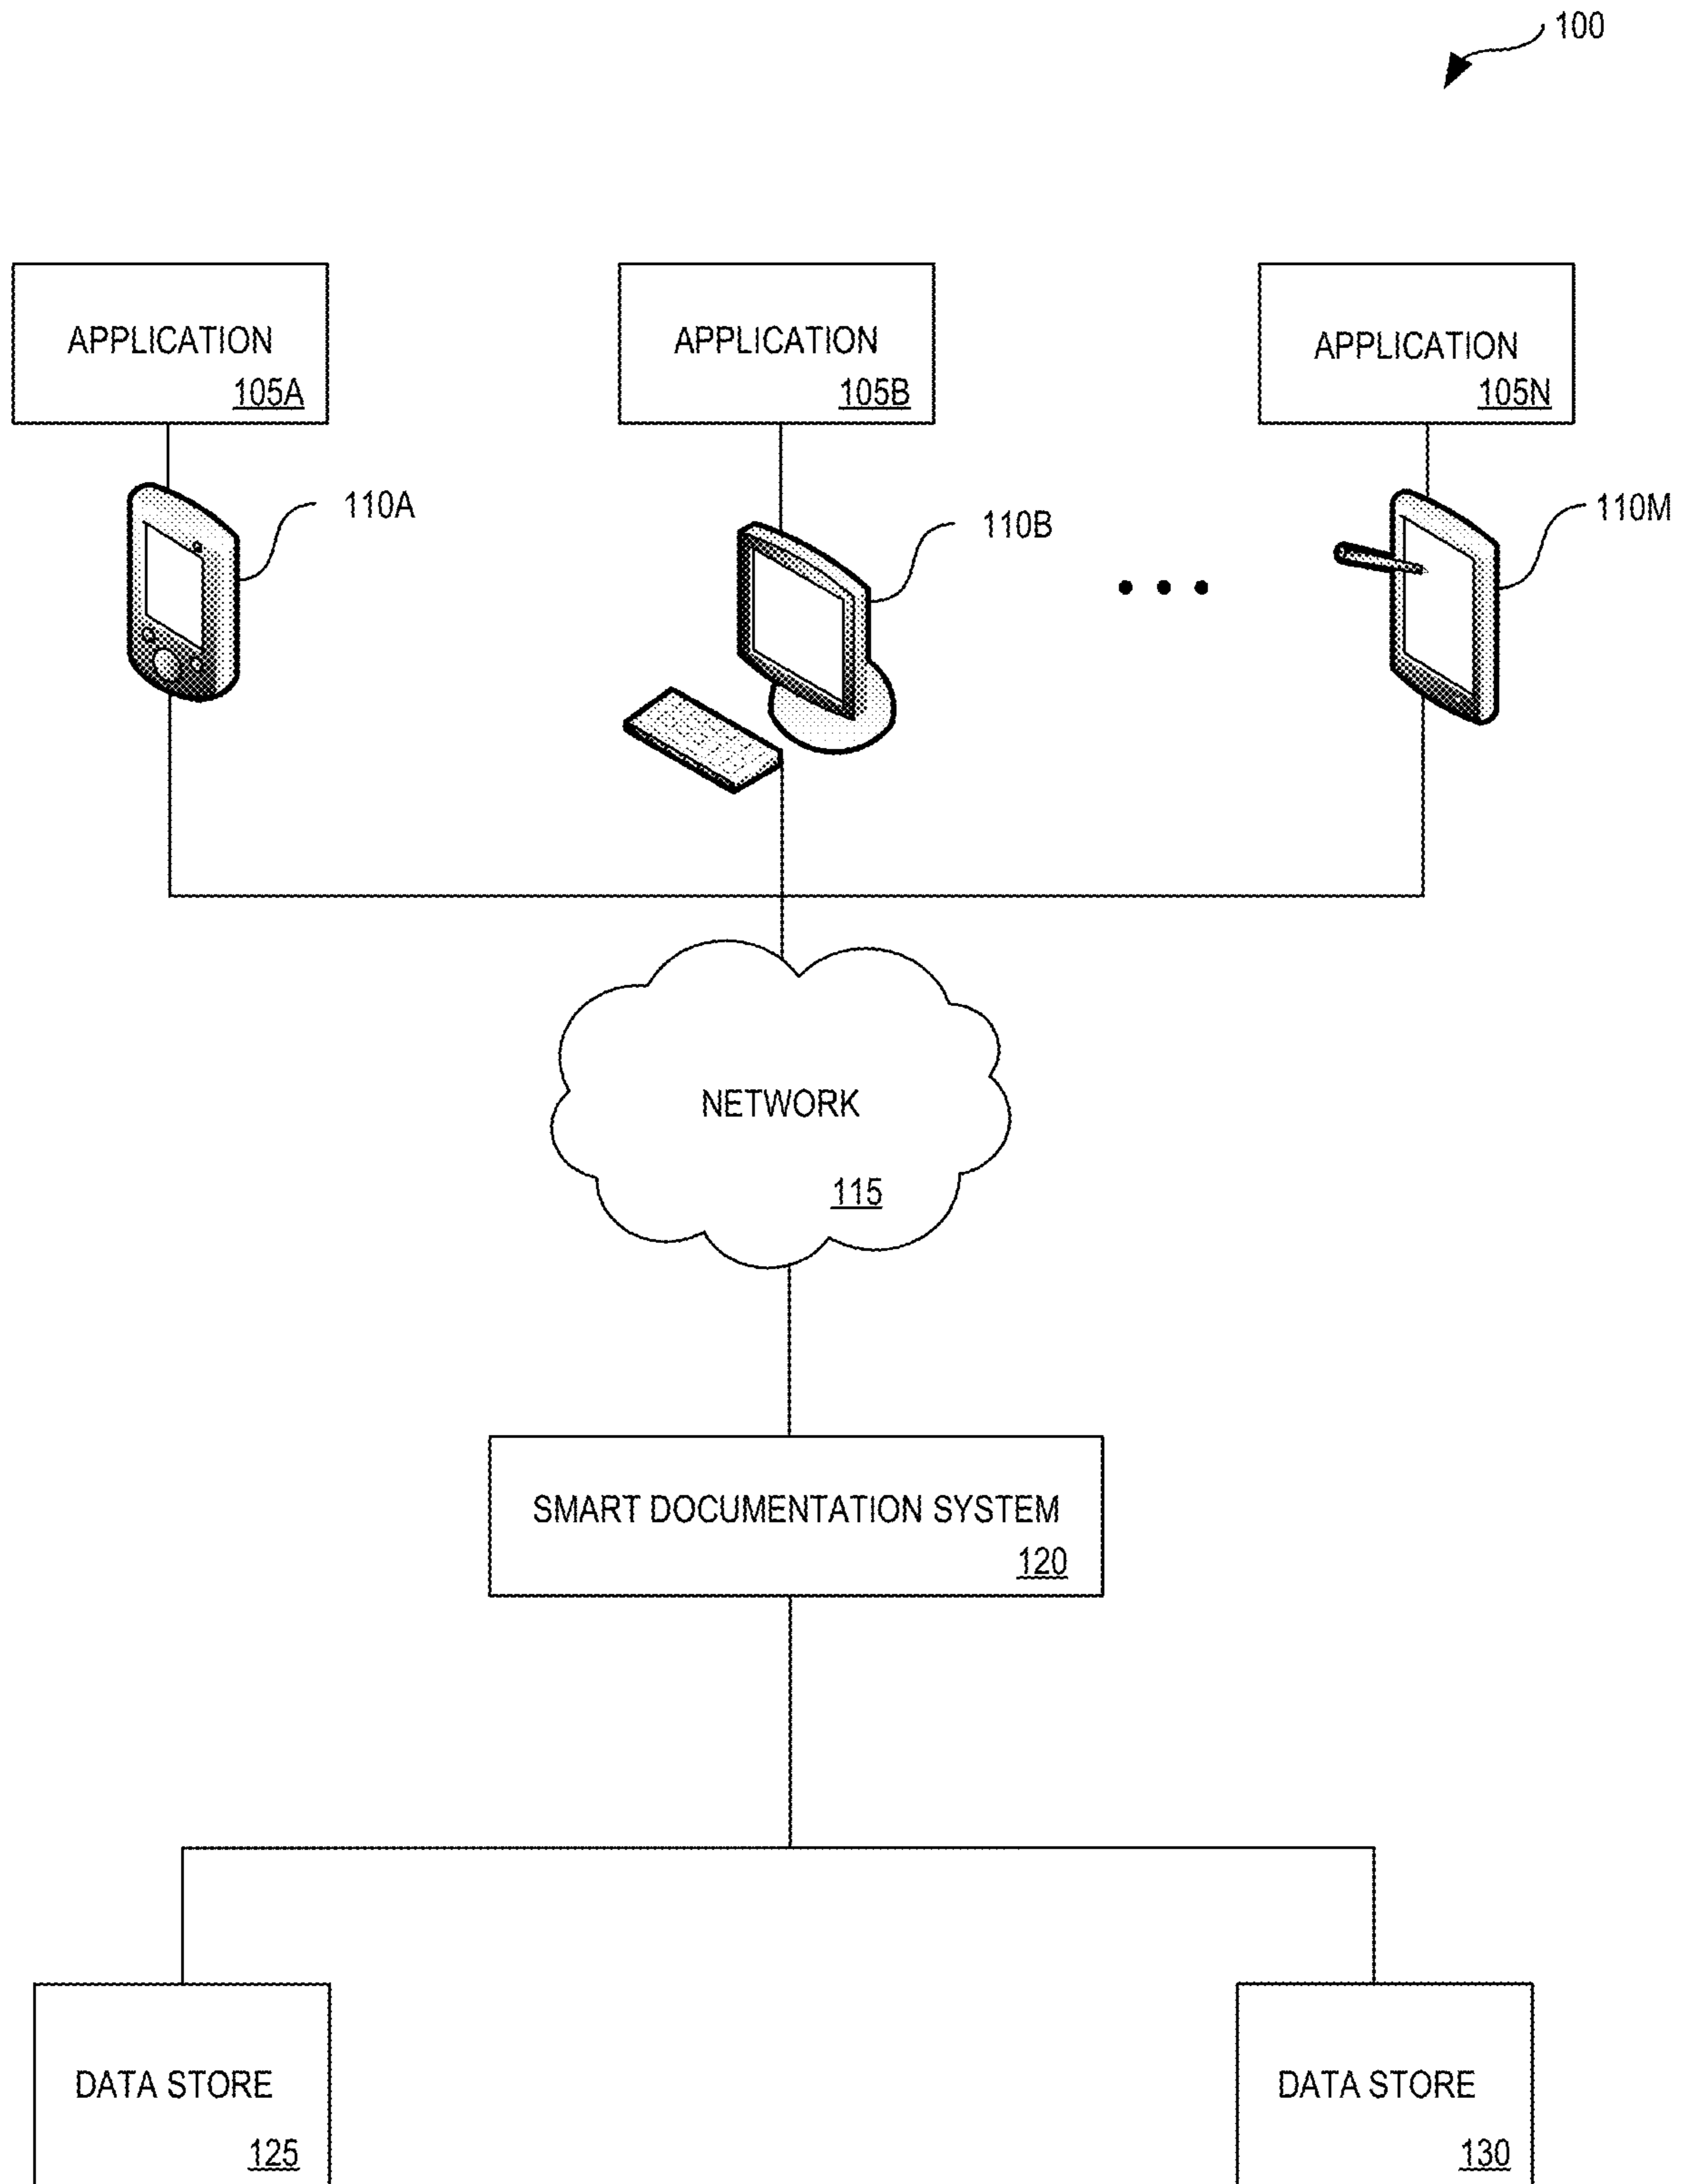 100
APPLICATION
105A
APPLICATION
105B
APPLICATION
105N
110A
110B
110M
NETWORK
115
SMART DOCUMENTATION SYSTEM
120
DATA STORE
125
DATA STORE
130